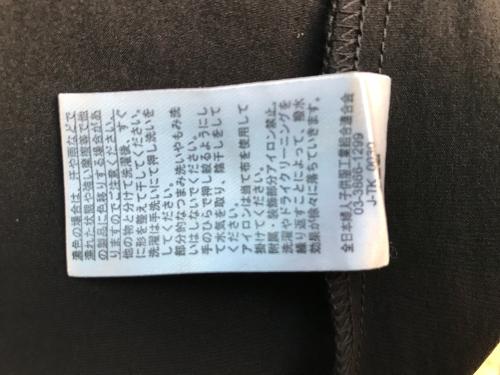 濃色の場合は、汗や雨などで
濡れた状態や強い摩擦等で他
の製品に色移りする場合があ
りますのでご注意ください。
他の物と分けて洗濯後、すぐ
に形を整えて干してください。
洗濯は手洗いにて押し洗いを
してください。
部分的なつまみ洗いやもみ洗
いはしないでください。
手のひらで押し絞るようにし
て水気を取り、陰干しをして
ください。
アイロンは当て布を使用して
掛けてください。
附属・装飾部分アイロン禁止。
洗濯やドライクリーニングを
繰り返すことによって、撥水
効果が徐々に落ちていきます。
全日本婦人子供服工業組合連合会
03-3866-1299
J-TK